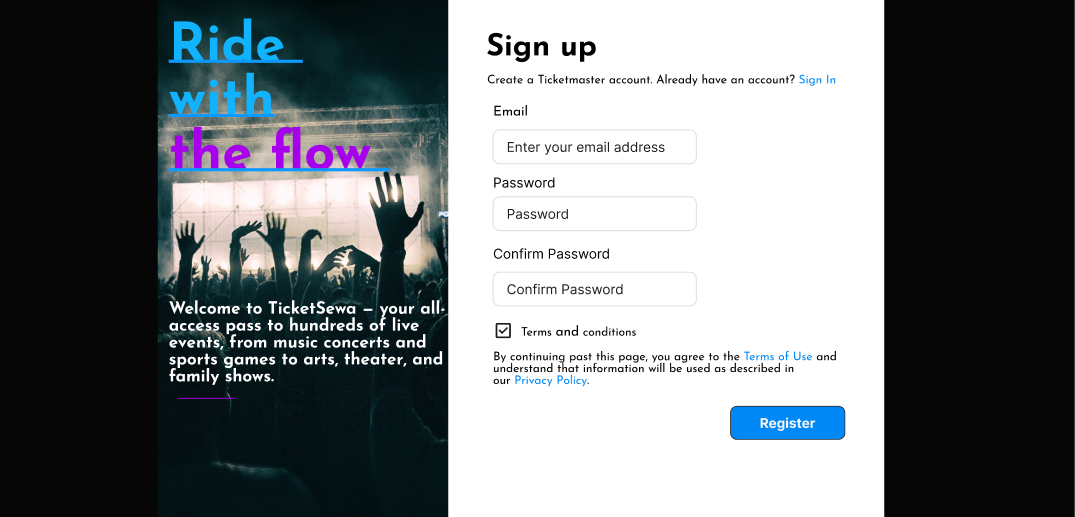 Ride
with
the flow
Welcome to TicketSewa — your all-
access pass to hundreds of live
events, from music concerts and
sports games to arts, theater, and
family shows.
Sign up
Create a Ticketmaster account. Already have an account? Sign In
Email
Enter your email address
Password
Password
Confirm Password
Confirm Password
Terms and conditions
By continuing past this page, you agree to the Terms of Use and
understand that information will be used as described in
our Privacy Policy.
Register